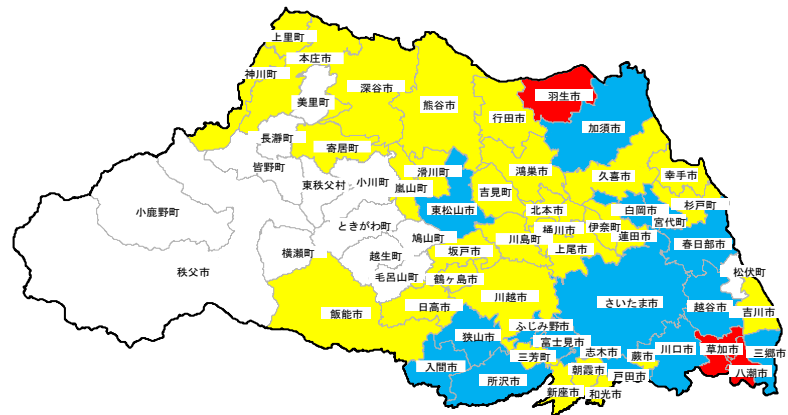 上里町
本庄市
神川町
美里町
深谷市
熊谷市
行田市
羽生市
加須市
長瀞町
寄居町
皆野町
東秩父村
小川町
滑川町
嵐山町
鴻巣市
久喜市
幸手市
吉見町
東松山市
北本市
白岡市
杉戸町
宮代町
小鹿野町
ときがわ町
鳩山町
川島町
桶川市
伊奈町
蓮田市
上尾市
春日部市
横瀬町
越生町
坂戸市
松伏町
秩父市
毛呂山町
鶴ヶ島市
川越市
さいたま市
越谷市
吉川市
飯能市
日高市
ふじみ野市
狭山市
富士見市
志木市
蕨市
川口市
草加市
三郷市
三芳町
入間市
所沢市
朝霞市
戸田市
八潮市
新座市
和光市